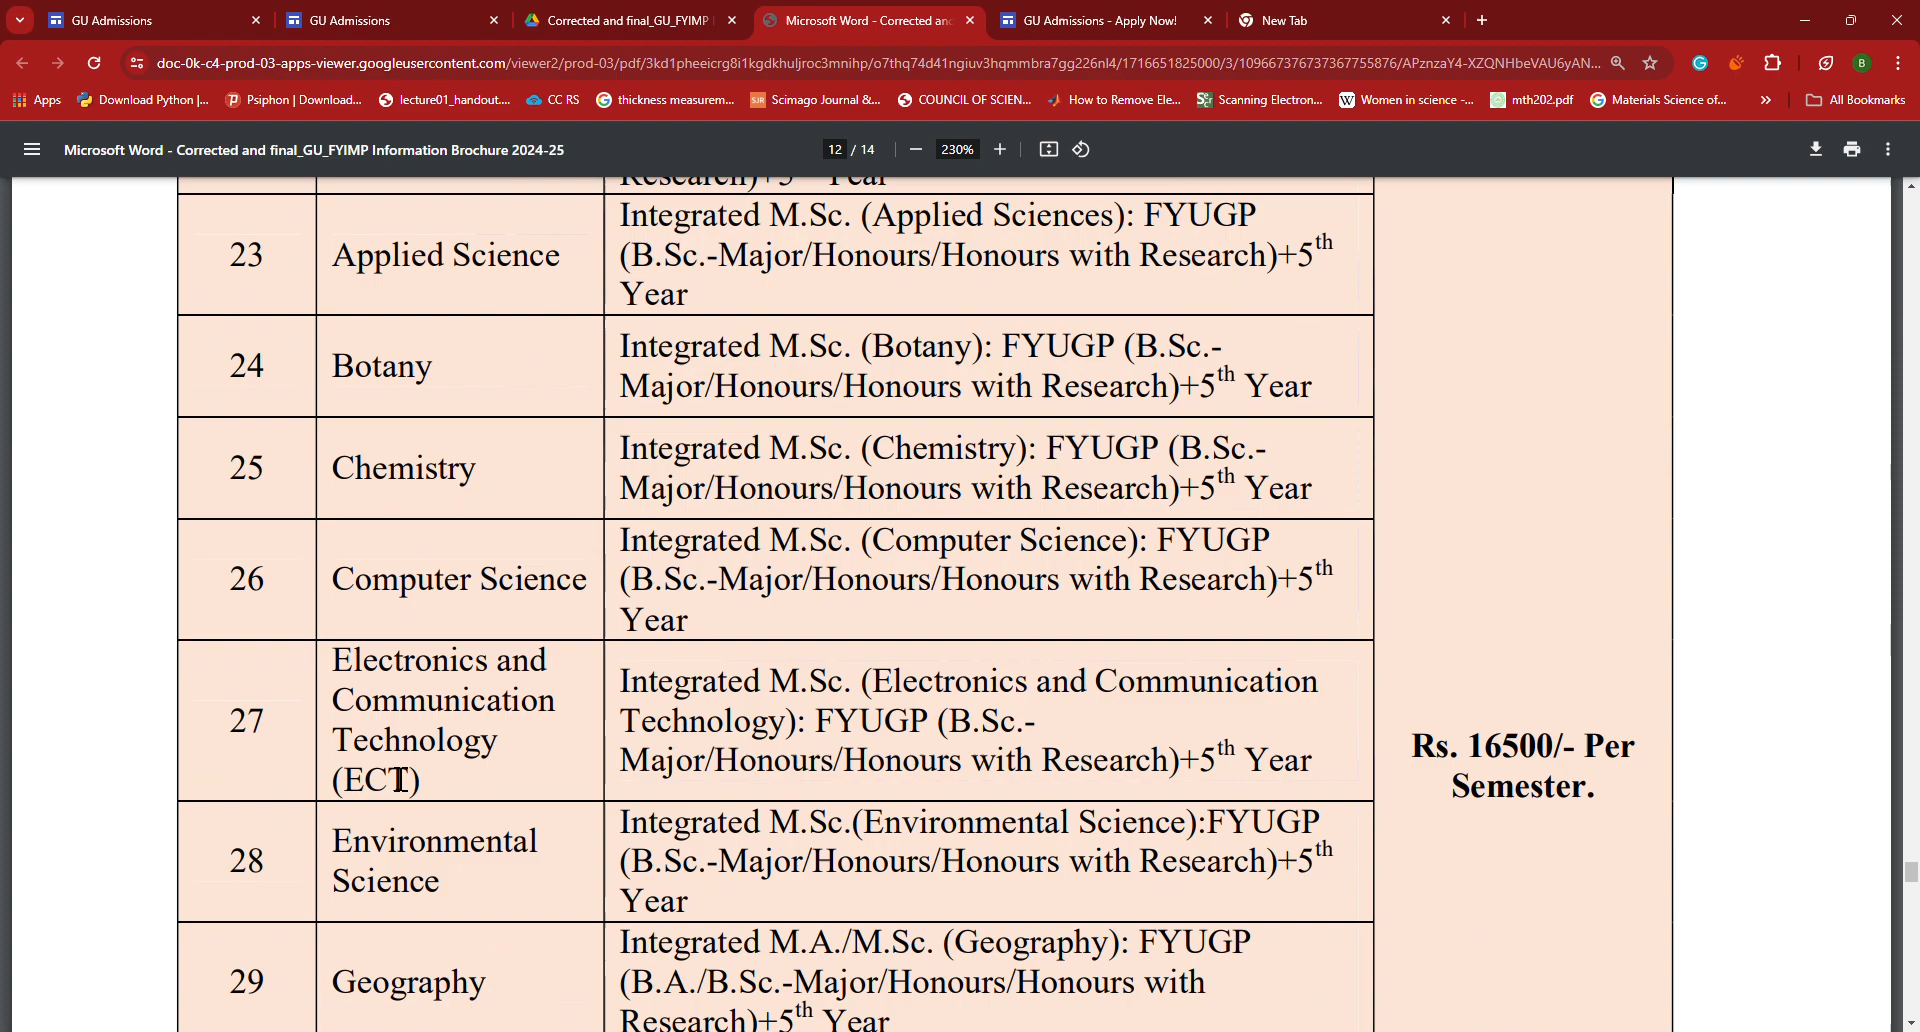 GU Admissions
GU Admissions
Corrected and final_GU_FYIMP
Microsoft Word - Corrected an
GU Admissions - Apply Now!
New Tab
doc-0k-c4-prod-03-apps-viewer.googleusercontent.com/viewer2/prod-03/pdf/3kd1pheeicrg8i1kgdkhuljroc3mnihp/o7thq74d41ngiuv3hqmmbra7gg226nl4/1716651825000/3/109667376737367755876/APznzaY4-XZQNHbeVAU6yAN...
B
Apps
Download Python |...
Psiphon | Download...
lecture01_handout....
CC RS
thickness measurem...
Scimago Journal &...
COUNCIL OF SCIEN...
How to Remove Ele...
Scanning Electron...
Women in science -...
mth202.pdf
Materials Science of...
»
All Bookmarks
Microsoft Word - Corrected and final_GU_FYIMP Information Brochure 2024-25
12 / 14
230%
Research)+5 Year
23
Applied Science
Integrated M.Sc. (Applied Sciences): FYUGP
(B.Sc.-Major/Honours/Honours with Research)+5th
Year
24
Botany
Integrated M.Sc. (Botany): FYUGP (B.Sc.-
Major/Honours/Honours with Research)+5th Year
25
Chemistry
Integrated M.Sc. (Chemistry): FYUGP (B.Sc.-
Major/Honours/Honours with Research)+5th Year
26
Computer Science
Integrated M.Sc. (Computer Science): FYUGP
(B.Sc.-Major/Honours/Honours with Research)+5th
Year
27
Electronics and
Communication
Technology
(ECT)
Integrated M.Sc. (Electronics and Communication
Technology): FYUGP (B.Sc.-
Major/Honours/Honours with Research)+5th Year
Rs. 16500/- Per
Semester.
28
Environmental
Science
Integrated M.Sc.(Environmental Science):FYUGP
(B.Sc.-Major/Honours/Honours with Research)+5th
Year
29
Geography
Integrated M.A./M.Sc. (Geography): FYUGP
(B.A./B.Sc.-Major/Honours/Honours with
Research)+5th Year